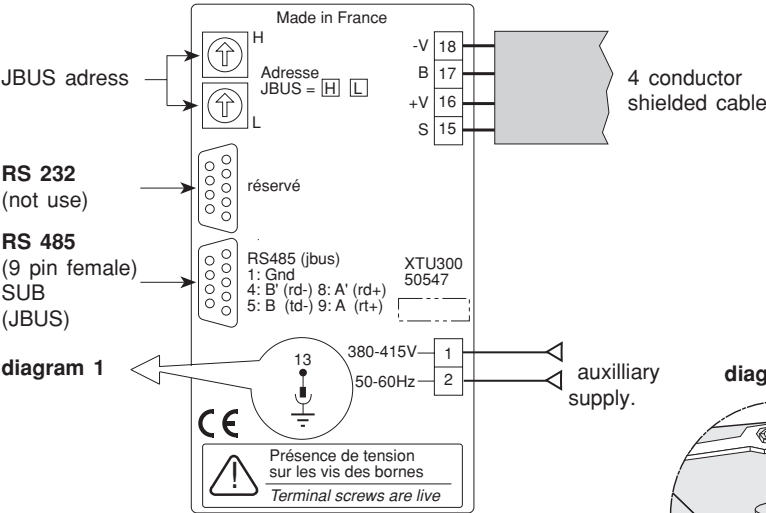 Made in France
H
Adresse
JBUS = H L
L
-V 18
B 17
+V 16
S 15
JBUS adress
4 conductor
shielded cable
RS 232
(not use)
réservé
RS 485
(9 pin female)
SUB
(JBUS)
RS485 (jbus)
1: Gnd
4: B' (rd-) 8: A' (rd+)
5: B (td-) 9: A (rt+)
XTU300
50547
diagram 1
13
380-415V 1
50-60Hz 2
auxilliary
supply.
diag
CE
Présence de tension
sur les vis des bornes
Terminal screws are live